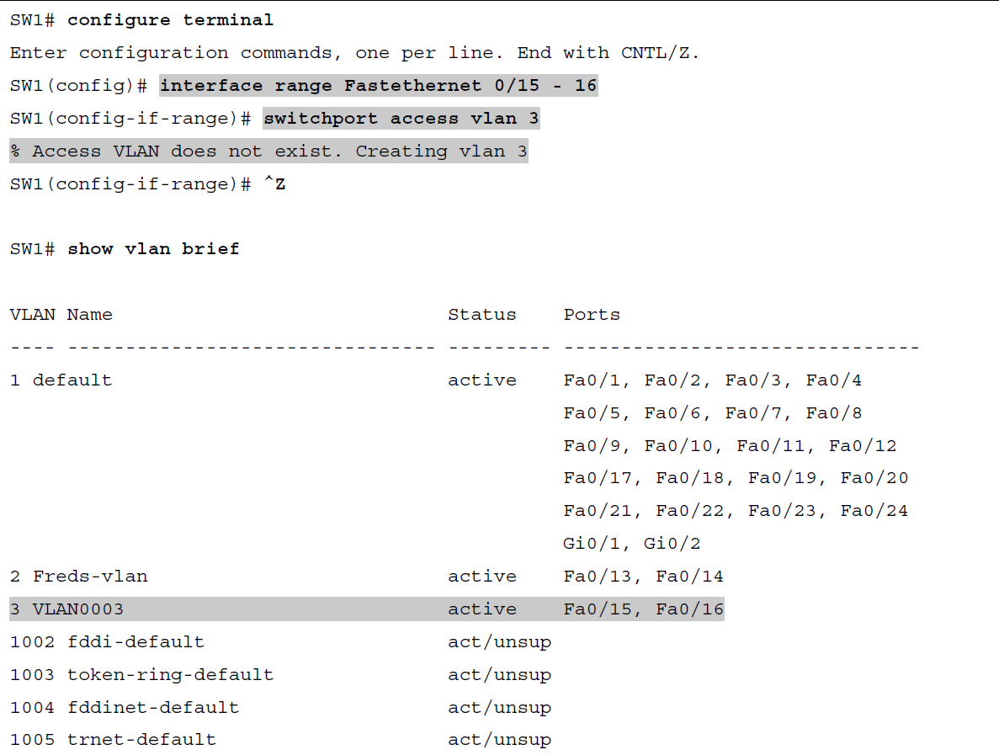 SW1# configure terminal
Enter configuration commands, one per line. End with CNTL/Z.
SW1(config)# interface range Fastethernet 0/15 - 16
SW1(config-if-range)# switchport access vlan 3
% Access VLAN does not exist. Creating vlan 3
SW1(config-if-range)# ^Z
SW1# show vlan brief
VLAN Name Status Ports
---- -------------------------------- --------- -------------------------------
1 default active Fa0/1, Fa0/2, Fa0/3, Fa0/4
Fa0/5, Fa0/6, Fa0/7, Fa0/8
Fa0/9, Fa0/10, Fa0/11, Fa0/12
Fa0/17, Fa0/18, Fa0/19, Fa0/20
Fa0/21, Fa0/22, Fa0/23, Fa0/24
Gi0/1, Gi0/2
2 Freds-vlan active Fa0/13, Fa0/14
3 VLAN0003 active Fa0/15, Fa0/16
1002 fddi-default act/unsup
1003 token-ring-default act/unsup
1004 fddinet-default act/unsup
1005 trnet-default act/unsup